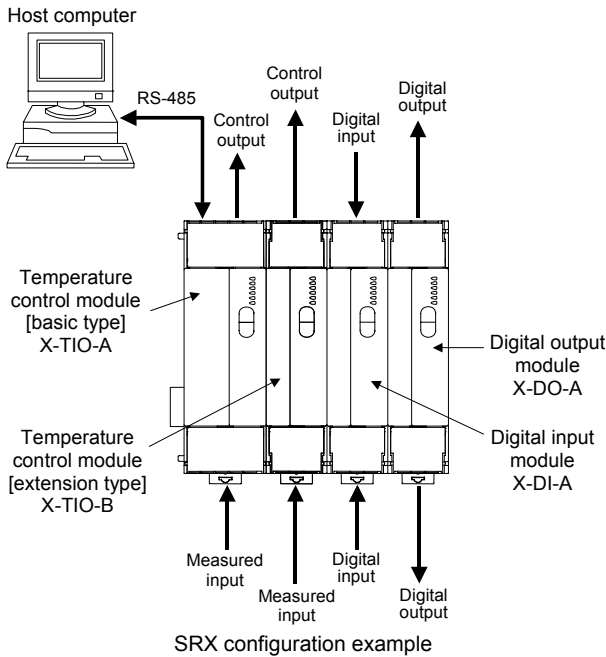 Host computer
RS-485
Control
output
Control
output
Digital
input
Digital
output
Temperature
control module
[basic type]
X-TIO-A
Temperature
control module
[extension type]
X-TIO-B
Digital output
module
X-DO-A
Digital input
module
X-DI-A
Measured
input
Measured
input
Digital
input
Digital
output
SRX configuration example